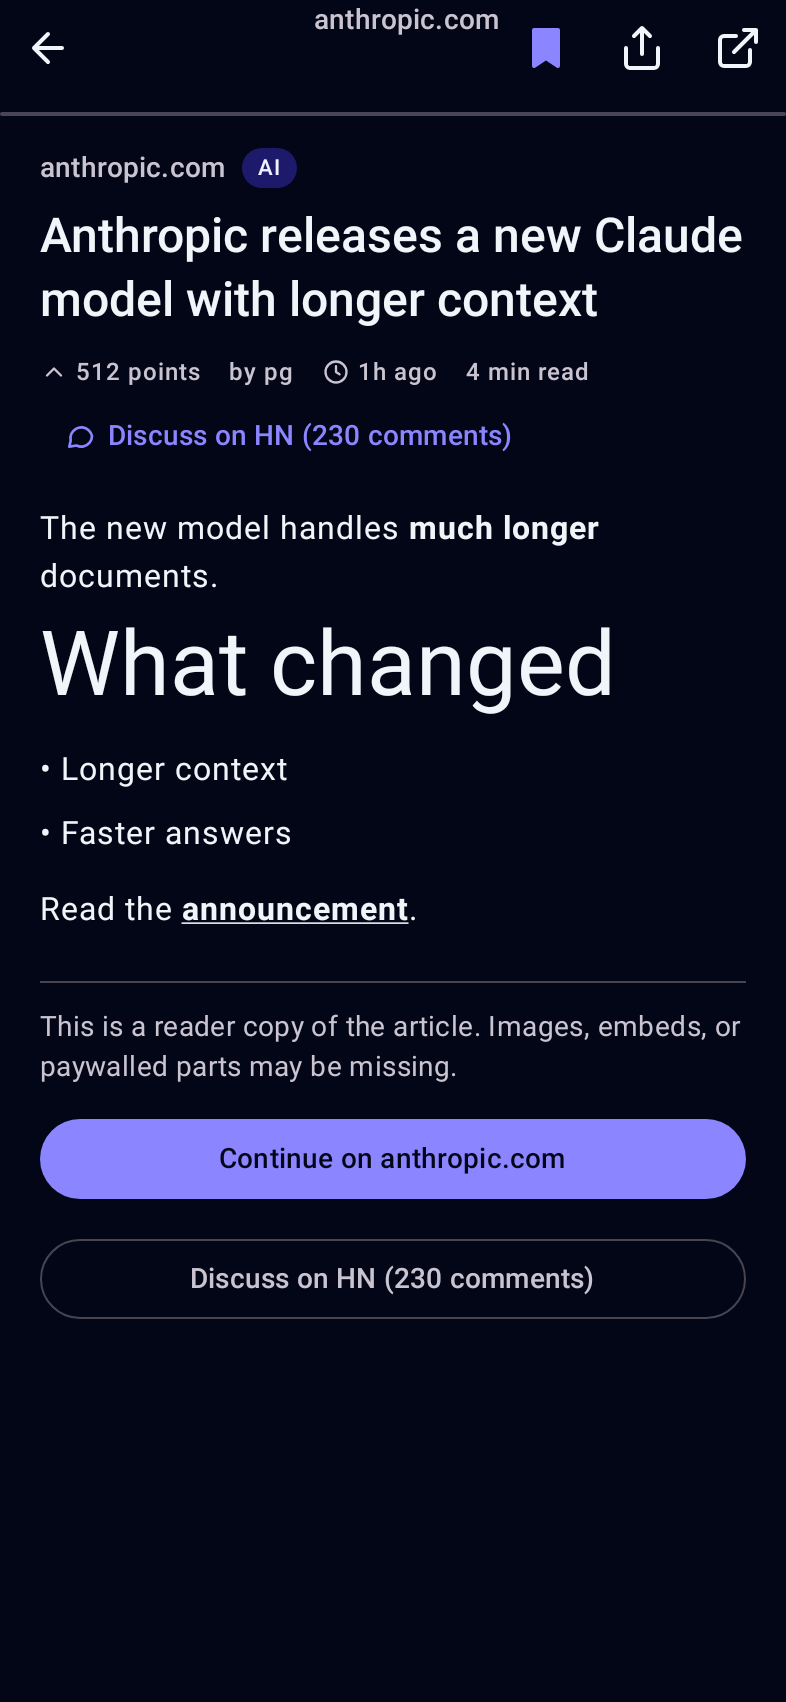 anthropic.com
anthropic.com AI
Anthropic releases a new Claude
model with longer context
512 points by pg 1h ago 4 min read
Discuss on HN (230 comments)
The new model handles much longer
documents.
What changed
• Longer context
• Faster answers
Read the announcement.
This is a reader copy of the article. Images, embeds, or
paywalled parts may be missing.
Continue on anthropic.com
Discuss on HN (230 comments)